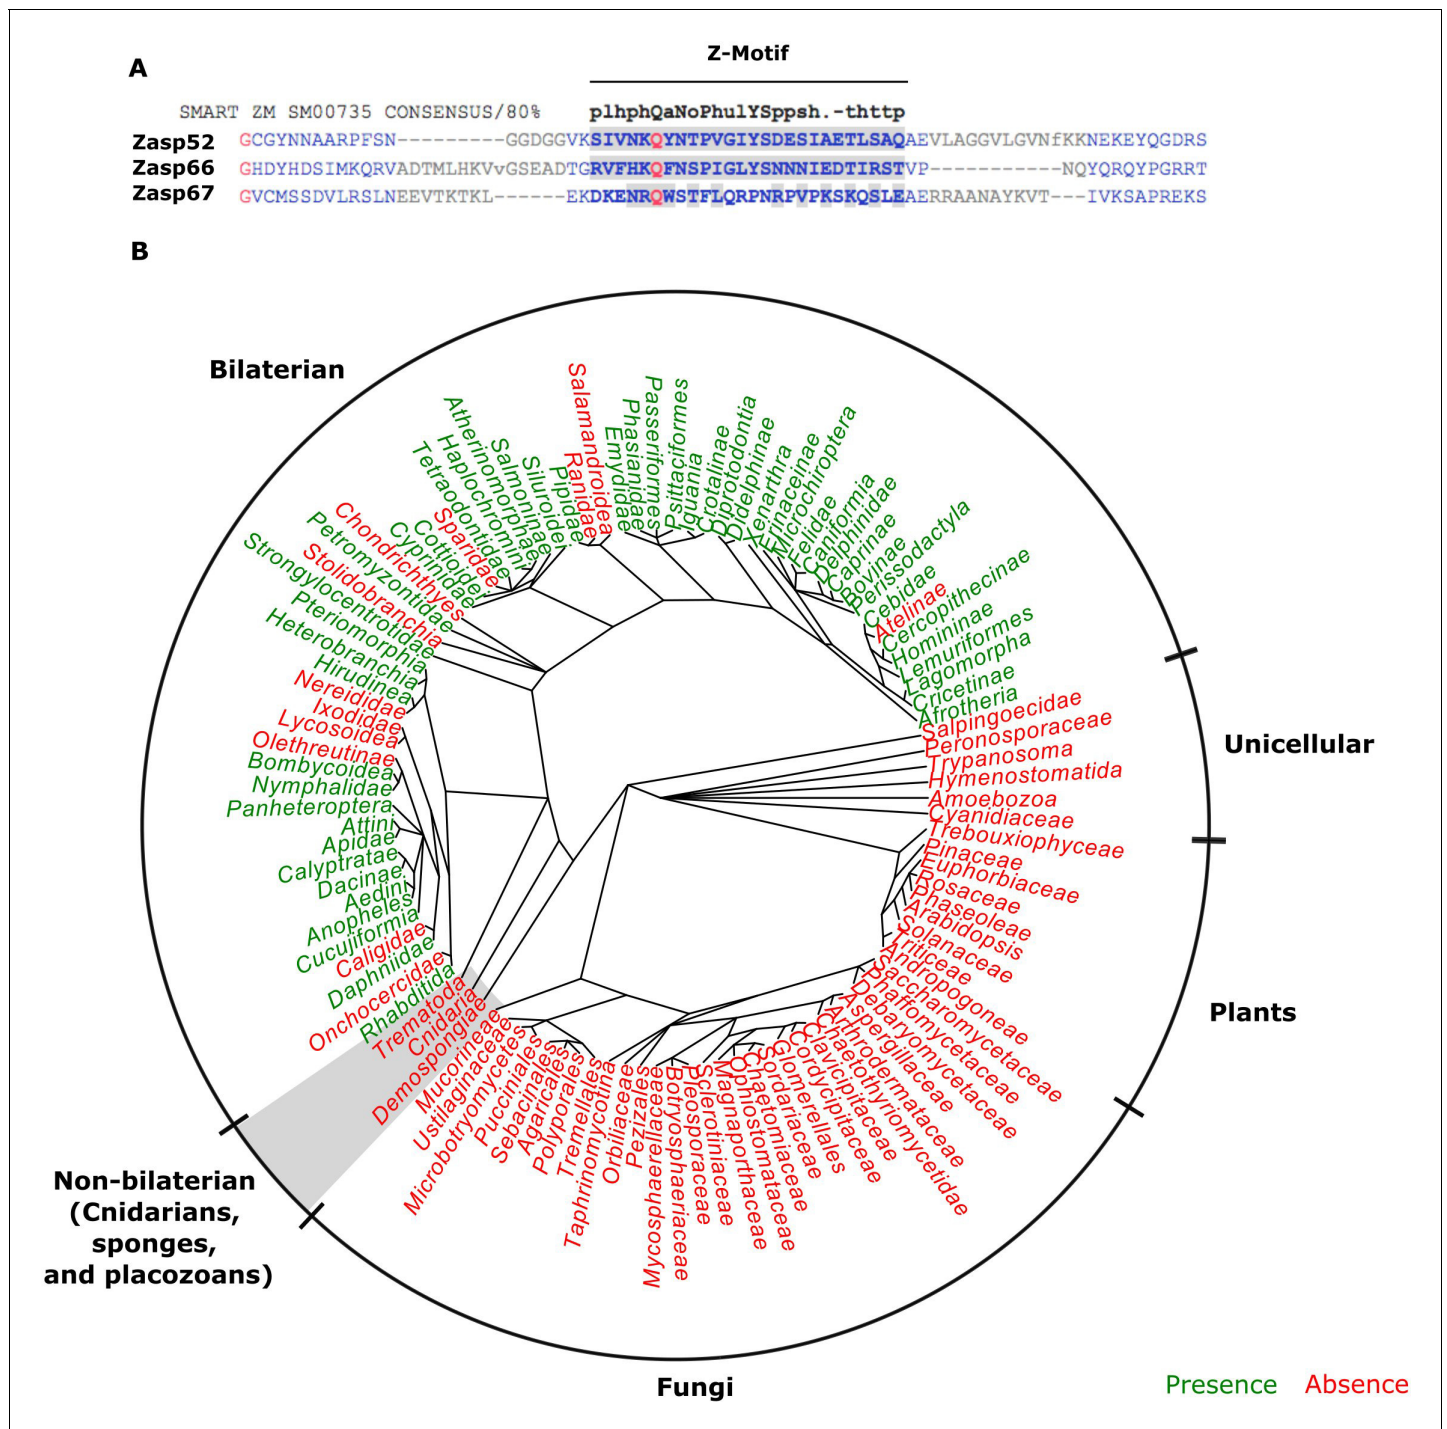 A
Z-Motif
SMART ZM SM00735 CONSENSUS/80% plhphQaNoPhulYSppsh.-thttp
Zasp52 GCGYNNAARPFSN---------GGDGGVKSIVNKQYNTPVGIYSDESIAETLSAQAEVLAGGVLGVNfKKNEKEYQGDRS
Zasp66 GHDYHDSIMKQRVADTMLHKVvGSEADTGRVFHKQFNSPIGLYSNNNIEDTIRSTVP-----------NQYQRQYPGRRT
Zasp67 GVCMSSDVLRSLNEEVTKTKL------EKDKENRQWSTFLQRPNRPVPKSKQSLEAERRAANAYKVT---IVKSAPREKS
B
Bilaterian
Rhabditida
Onchocercidae
Daphniidae
Caligidae
Cucujiformia
Anopheles
Aedini
Dacinae
Calyptratae
Apidae
Attini
Panheteroptera
Nymphalidae
Bombycoidea
Olethreutinae
Lycosoidea
Ixodidae
Nereididae
Hirudinea
Heterobranchia
Pteriomorphia
Strongylocentrotidae
Stolidobranchia
Petromyzontidae
Chondrichthyes
Cyprinidae
Cottioidei
Sparidae
Tetraodontidae
Haplochromini
Atherinomorphae
Salmoninae
Siluroidei
Pipidae
Ranidae
Salamandroidea
Emydidae
Phasianidae
Passeriformes
Psittaciformes
Iguania
Crotalinae
Diprotodontia
Didelphinae
Xenarthra
Erinaceinae
Microchiroptera
Felidae
Caniformia
Delphinidae
Caprinae
Bovinae
Perissodactyla
Cebidae
Atelinae
Cercopithecinae
Homininae
Lemuriformes
Lagomorpha
Cricetinae
Afrotheria
Unicellular
Salpingoecidae
Peronosporaceae
Trypanosoma
Hymenostomatida
Amoebozoa
Cyanidiaceae
Plants
Trebouxiophyceae
Pinaceae
Euphorbiaceae
Rosaceae
Phaseoleae
Arabidopsis
Solanaceae
Triticeae
Andropogoneae
Saccharomycetaceae
Phaffomycetaceae
Debaryomycetaceae
Aspergillaceae
Arthrodermataceae
Chaetothyriomycetidae
Clavicipitaceae
Cordycipitaceae
Glomerellales
Sordariaceae
Chaetomiaceae
Ophiostomataceae
Magnaporthaceae
Sclerotiniaceae
Pleosporaceae
Botryosphaeriaceae
Mycosphaerellaceae
Pezizales
Orbiliaceae
Taphrinomycotina
Tremellales
Polyporales
Agaricales
Sebacinales
Pucciniales
Microbotryomycetes
Ustilaginaceae
Mucorineae
Demospongiae
Cnidaria
Trematoda
Non-bilaterian
(Cnidarians,
sponges,
and placozoans)
Fungi
Presence Absence